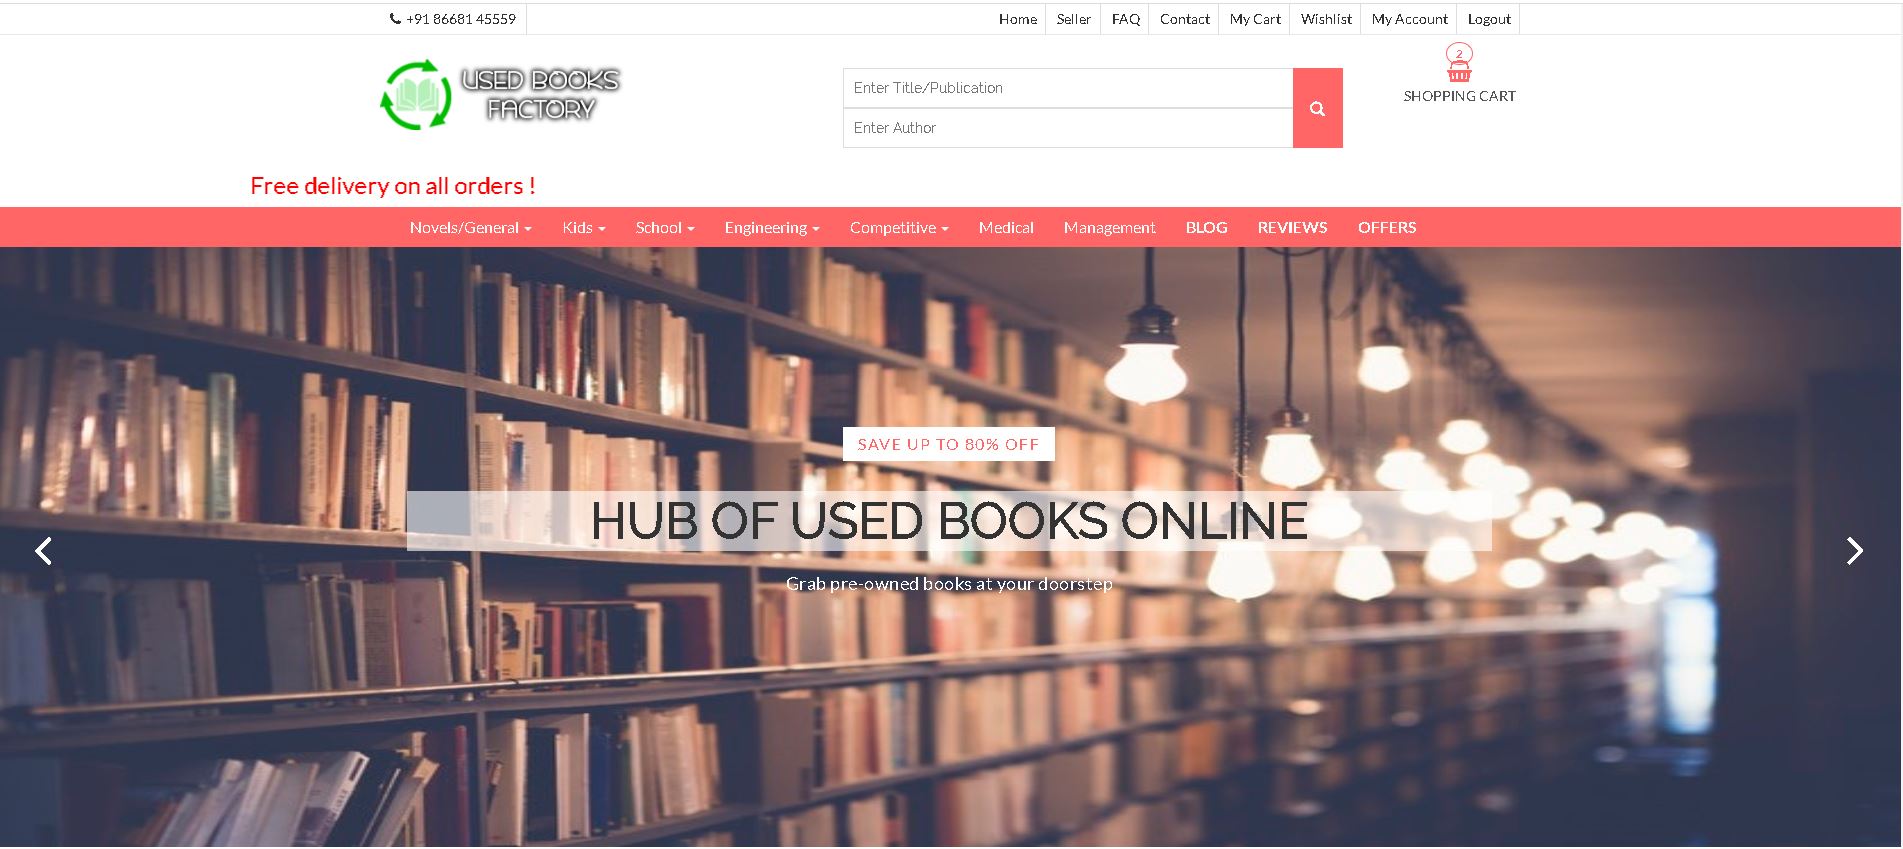 +91 86681 45559
Home Seller FAQ Contact My Cart Wishlist My Account Logout
USED BOOKS
FACTORY
Enter Title/Publication
Enter Author
2
SHOPPING CART
Free delivery on all orders !
Novels/General Kids School Engineering Competitive Medical Management BLOG REVIEWS OFFERS
SAVE UP TO 80% OFF
HUB OF USED BOOKS ONLINE
Grab pre-owned books at your doorstep